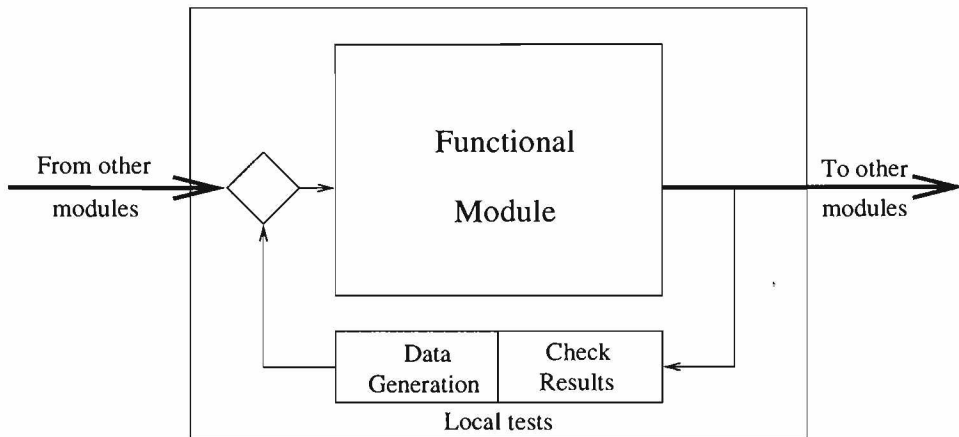 Functional
Module
From other
modules
To other
modules
Data
Generation
Check
Results
Local tests